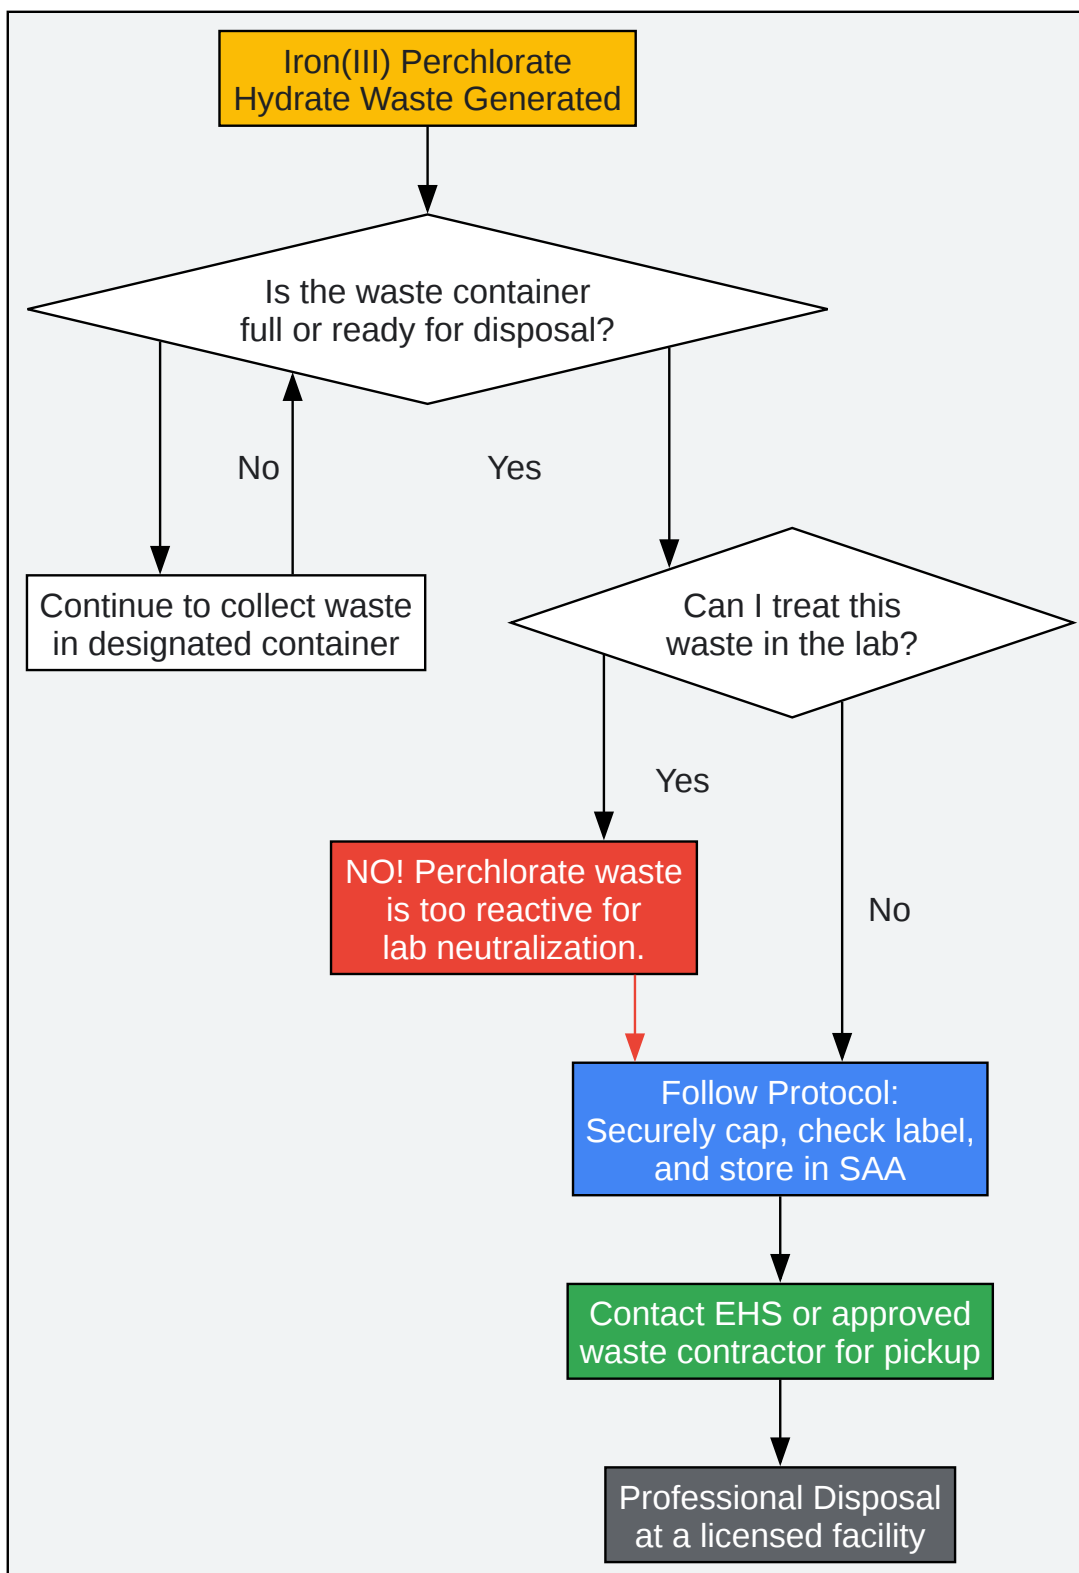 Iron(III) Perchlorate
Hydrate Waste Generated
Is the waste container
full or ready for disposal?
No
Yes
Continue to collect waste
in designated container
Can I treat this
waste in the lab?
Yes
NO! Perchlorate waste
is too reactive for
lab neutralization.
No
Follow Protocol:
Securely cap, check label,
and store in SAA
Contact EHS or approved
waste contractor for pickup
Professional Disposal
at a licensed facility